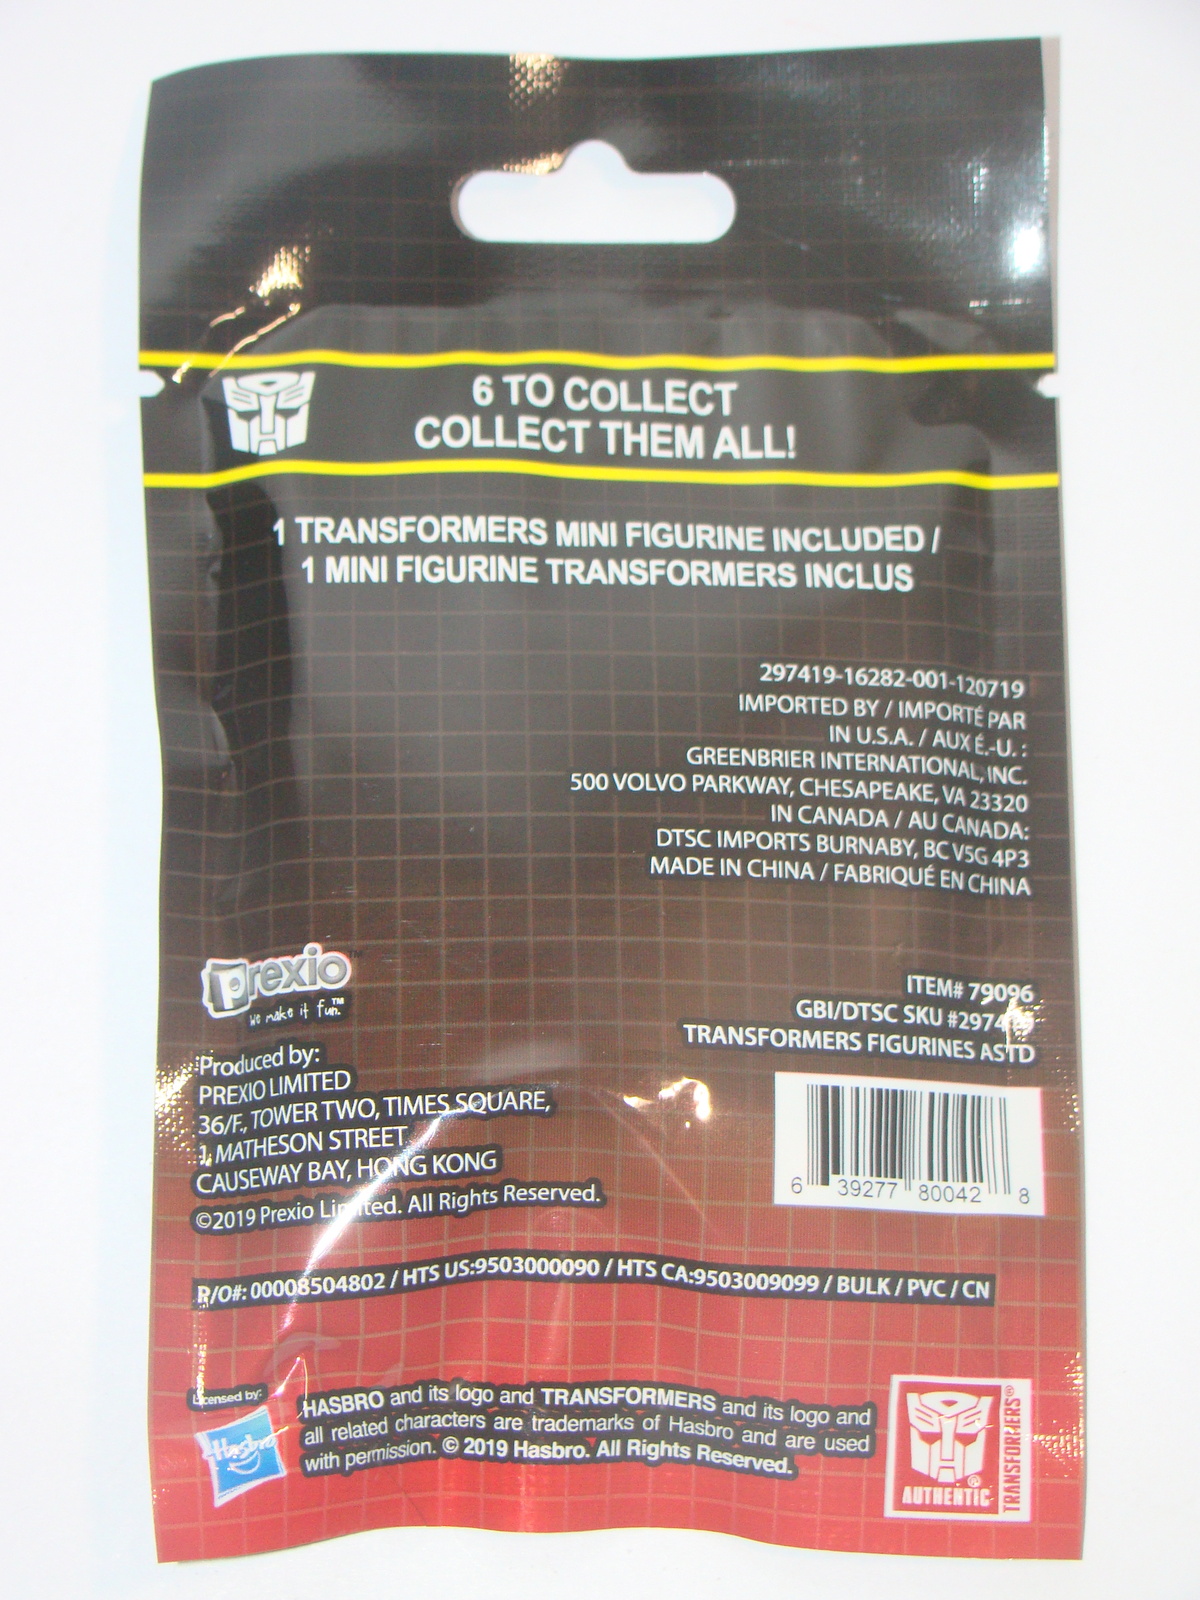 6 TO COLLECT
COLLECT THEM ALL!
1 TRANSFORMERS MINI FIGURINE INCLUDED /
1 MINI FIGURINE TRANSFORMERS INCLUS
297419-16282-001-120719
IMPORTED BY / IMPORTÉ PAR
IN U.S.A. / AUX É.-U. :
GREENBRIER INTERNATIONAL, INC.
500 VOLVO PARKWAY, CHESAPEAKE, VA 23320
IN CANADA / AU CANADA:
DTSC IMPORTS BURNABY, BC V5G 4P3
MADE IN CHINA / FABRIQUÉ EN CHINA
prexio™
We make it fun.™
Produced by:
PREXIO LIMITED
36/F., TOWER TWO, TIMES SQUARE,
1, MATHESON STREET,
CAUSEWAY BAY, HONG KONG
©2019 Prexio Limited. All Rights Reserved.
ITEM# 79096
GBI/DTSC SKU
TRANSFORMERS FIGURINES ASTD
6 39277 80042 8
P/O#: 00008504802 / HTS US:9503000090 / HTS CA:9503009099 / BULK / PVC / CN
Licensed by:
Hasbro
HASBRO and its logo and TRANSFORMERS and its logo and
all related characters are trademarks of Hasbro and are used
with permission. © 2019 Hasbro. All Rights Reserved.
AUTHENTIC
TRANSFORMERS®